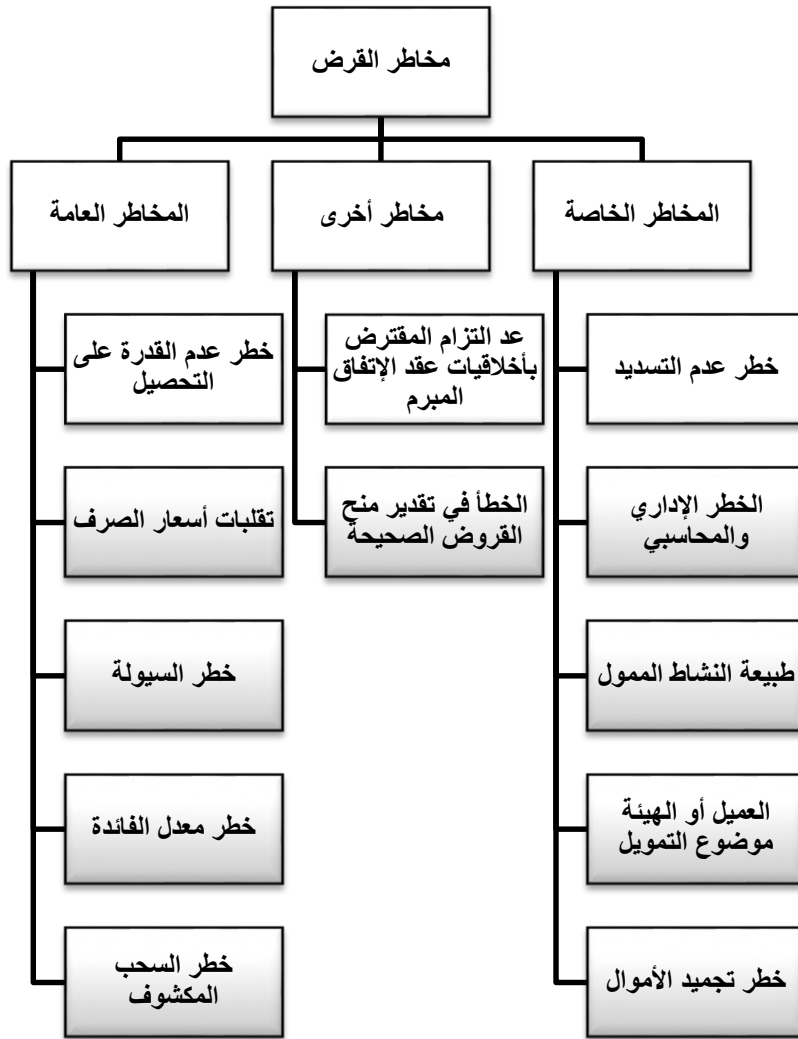 مخاطر القرض
المخاطر الخاصة
مخاطر أخرى
المخاطر العامة
خطر عدم التسديد
الخطر الإداري
والمحاسبي
طبيعة النشاط الممول
العميل أو الهيئة
موضوع التمويل
خطر تجميد الأموال
عد التزام المقترض
بأخلاقيات عقد الإتفاق
المبرم
الخطأ في تقدير منح
القروض الصحيحة
خطر عدم القدرة على
التحصيل
تقلبات أسعار الصرف
خطر السيولة
خطر معدل الفائدة
خطر السحب
المكشوف